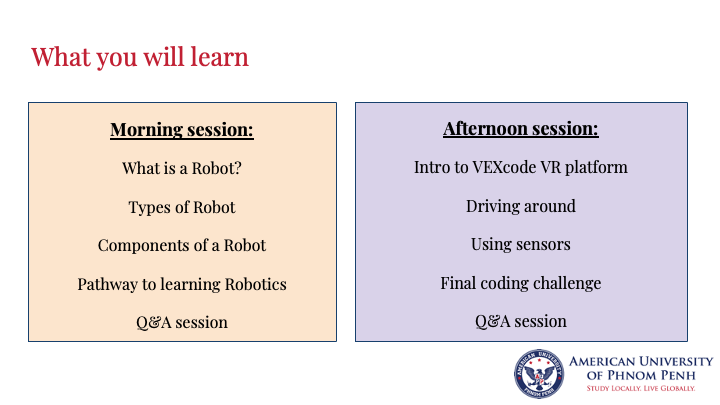 What you will learn
Morning session:
What is a Robot?
Types of Robot
Components of a Robot
Pathway to learning Robotics
Q&A session
Afternoon session:
Intro to VEXcode VR platform
Driving around
Using sensors
Final coding challenge
Q&A session
AMERICAN UNIVERSITY
PHNOM PENH
AMERICAN UNIVERSITY
OF PHNOM PENH
STUDY LOCALLY. LIVE GLOBALLY.